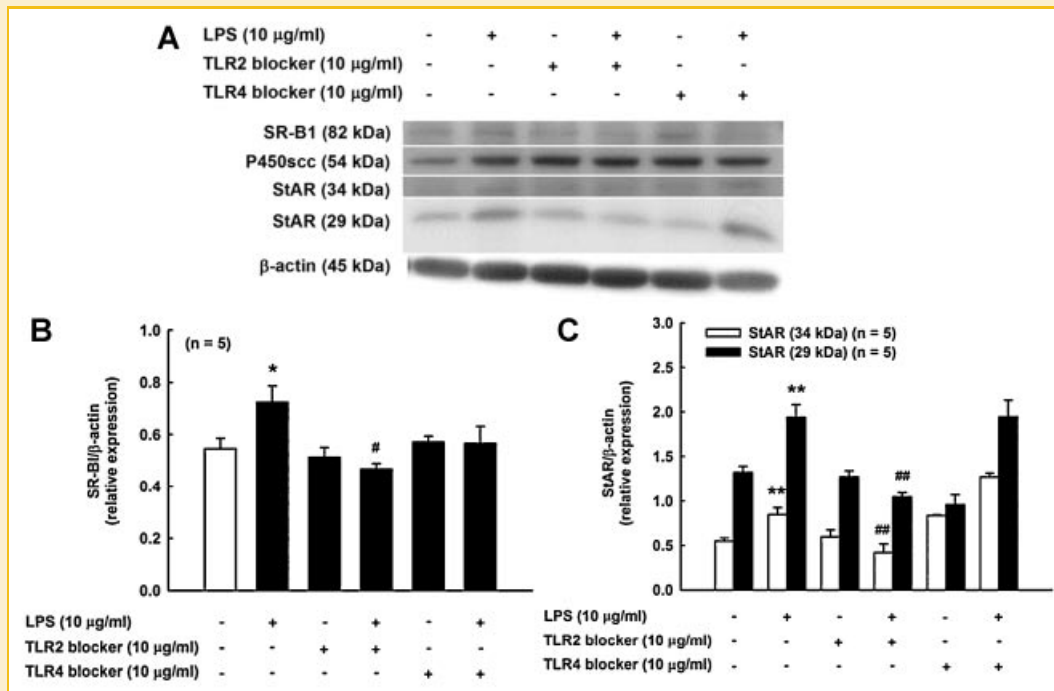 A
LPS (10 µg/ml) - + - + - +
TLR2 blocker (10 µg/ml) - - + + - -
TLR4 blocker (10 µg/ml) - - - - + +
SR-B1 (82 kDa)
P450scc (54 kDa)
StAR (34 kDa)
StAR (29 kDa)
β-actin (45 kDa)
B
(n = 5)
SR-BI/β-actin
(relative expression)
1.0
0.8
0.6
0.4
0.2
0.0
*
#
LPS (10 µg/ml) - + - + - +
TLR2 blocker (10 µg/ml) - - + + - -
TLR4 blocker (10 µg/ml) - - - - + +
C
StAR (34 kDa) (n = 5)
StAR (29 kDa) (n = 5)
StAR/β-actin
(relative expression)
3.0
2.5
2.0
1.5
1.0
0.5
0.0
**
**
##
##
LPS (10 µg/ml) - + - + - +
TLR2 blocker (10 µg/ml) - - + + - -
TLR4 blocker (10 µg/ml) - - - - + +